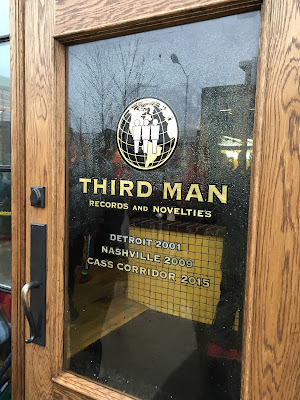 THIRD MAN
RECORDS AND NOVELTIES
DETROIT 2001
NASHVILLE 2009
CASS CORRIDOR 2015